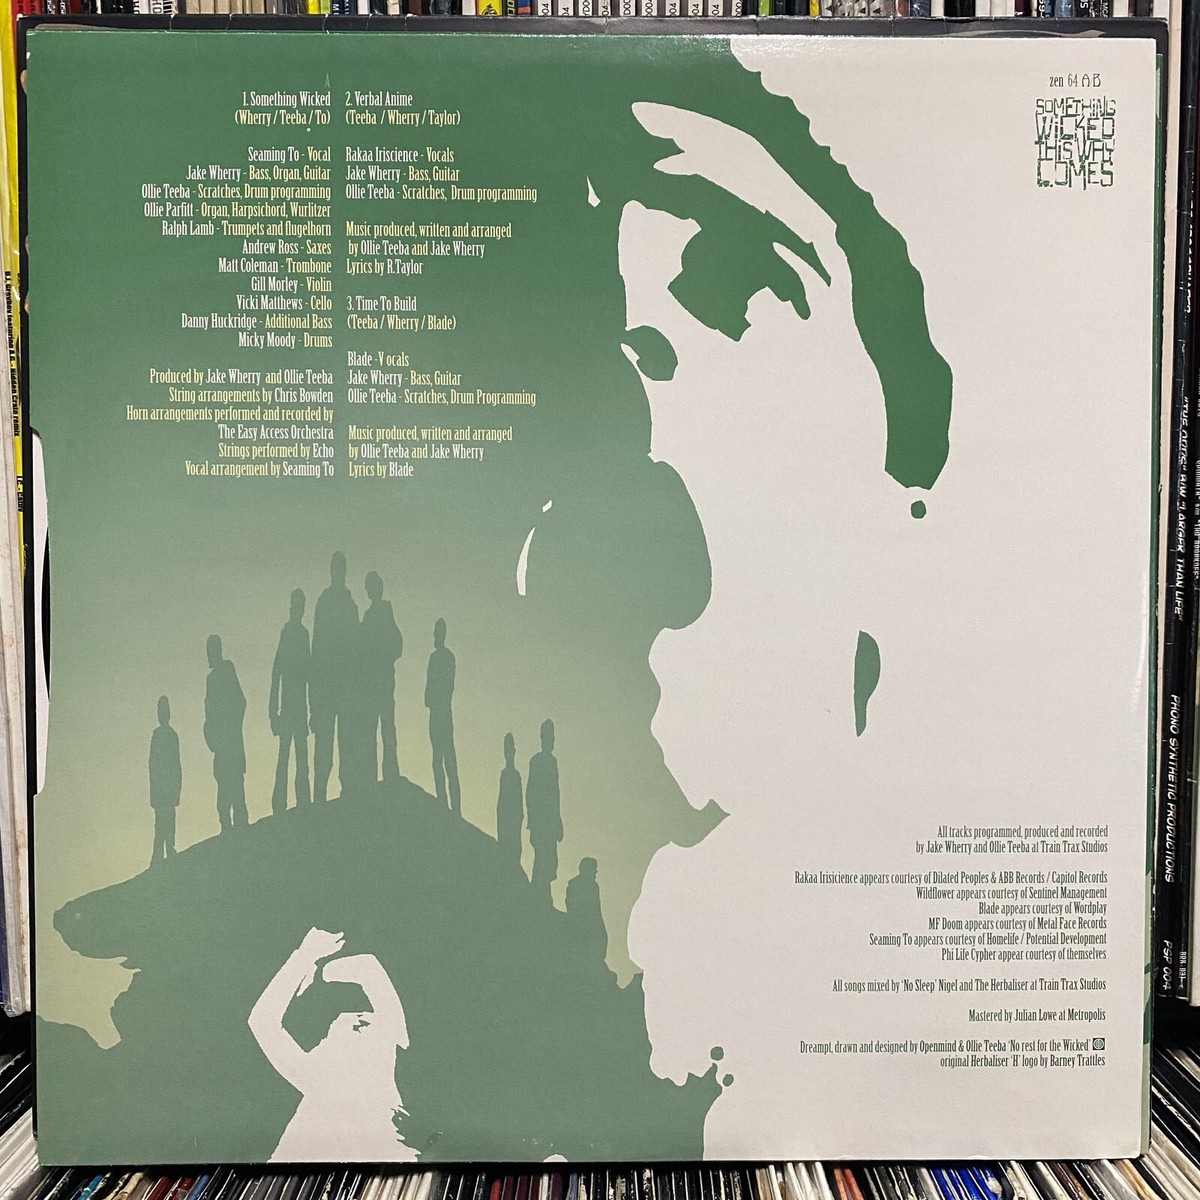 A
1. Something Wicked
(Wherry / Teeba / To)
Seaming To - Vocal
Jake Wherry - Bass, Organ, Guitar
Ollie Teeba - Scratches, Drum programming
Ollie Parfitt - Organ, Harpsichord, Wurlitzer
Ralph Lamb - Trumpets and flugelhorn
Andrew Ross - Saxes
Matt Coleman - Trombone
Gill Morley - Violin
Vicki Matthews - Cello
Danny Huckridge - Additional Bass
Micky Moody - Drums
Produced by Jake Wherry and Ollie Teeba
String arrangements by Chris Bowden
Horn arrangements performed and recorded by
The Easy Access Orchestra
Strings performed by Echo
Vocal arrangement by Seaming To
2. Verbal Anime
(Teeba / Wherry / Taylor)
Rakaa Iriscience - Vocals
Jake Wherry - Bass, Guitar
Ollie Teeba - Scratches, Drum programming
Music produced, written and arranged
by Ollie Teeba and Jake Wherry
Lyrics by R.Taylor
3. Time To Build
(Teeba / Wherry / Blade)
Blade -V ocals
Jake Wherry - Bass, Guitar
Ollie Teeba - Scratches, Drum Programming
Music produced, written and arranged
by Ollie Teeba and Jake Wherry
Lyrics by Blade
zen 64 AB
SOMETHING
WICKED
THIS WAY
COMES
All tracks programmed, produced and recorded
by Jake Wherry and Ollie Teeba at Train Trax Studios
Rakaa Irisicience appears courtesy of Dilated Peoples & ABB Records / Capitol Records
Wildflower appears courtesy of Sentinel Management
Blade appears courtesy of Wordplay
MF Doom appears courtesy of Metal Face Records
Seaming To appears courtesy of Homelife / Potential Development
Phi Life Cypher appear courtesy of themselves
All songs mixed by 'No Sleep' Nigel and The Herbaliser at Train Trax Studios
Mastered by Julian Lowe at Metropolis
Dreampt, drawn and designed by Openmind & Ollie Teeba 'No rest for the Wicked'
original Herbaliser 'H' logo by Barney Trattles
"THE ODDS" B/W "LARGER THAN LIFE"
PHONO SYNTHETIC PRODUCTIONS
PSP 004